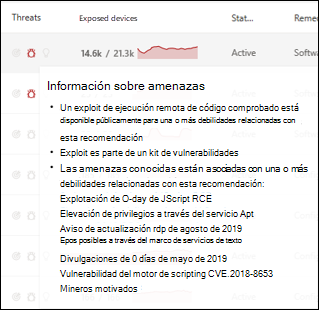 Threats Exposed devices Stat... Remed
14.6k / 21.3k Active Softwa
Información sobre amenazas
• Un exploit de ejecución remota de código comprobado está
disponible públicamente para una o más debilidades relacionadas con
esta recomendación
• Exploit es parte de un kit de vulnerabilidades
• Las amenazas conocidas están asociadas con una o más
debilidades relacionadas con esta recomendación:
Explotación de O-day de JScript RCE
Elevación de privilegios a través del servicio Apt
Aviso de actualización rdp de agosto de 2019
Epos posibles a través del marco de servicios de texto
Divulgaciones de 0 días de mayo de 2019
Vulnerabilidad del motor de scripting CVE.2018-8653
Mineros motivados